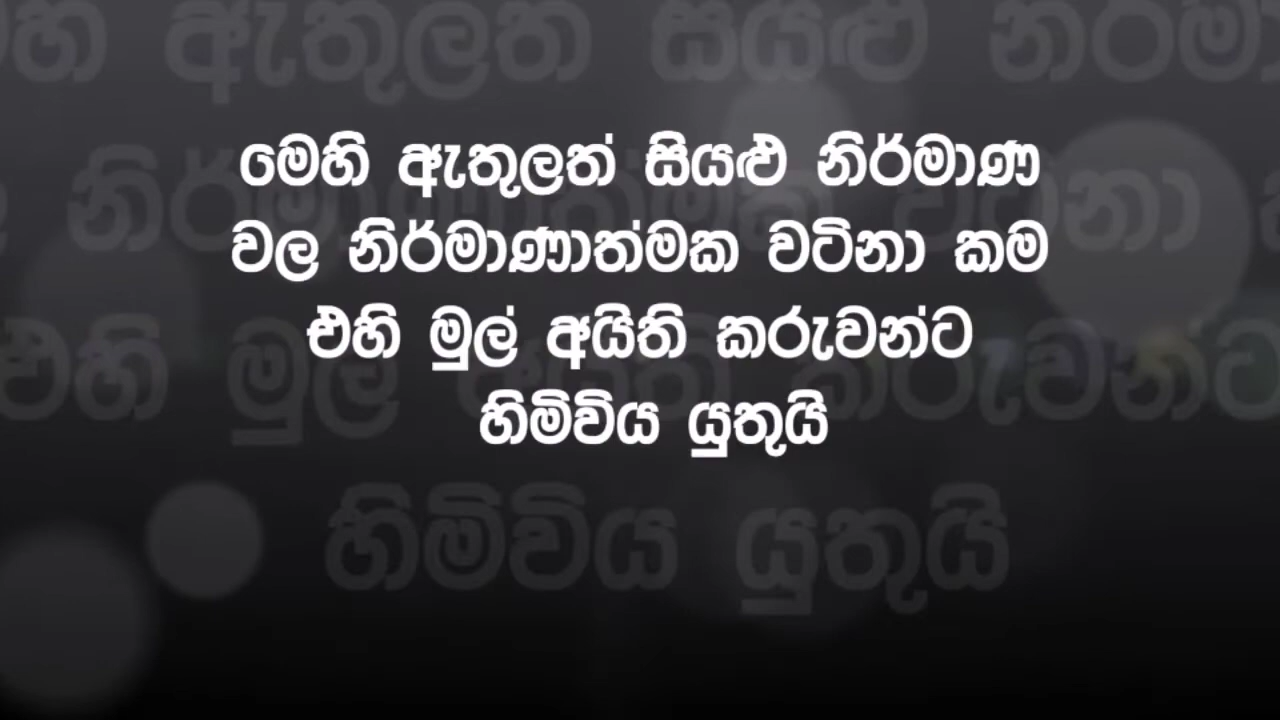 මෙහි ඇතුලත් සියළු නිර්මාණ
වල නිර්මාණාත්මක වටිනා කම
එහි මුල් අයිති කරුවන්ට
හිමිවිය යුතුයි